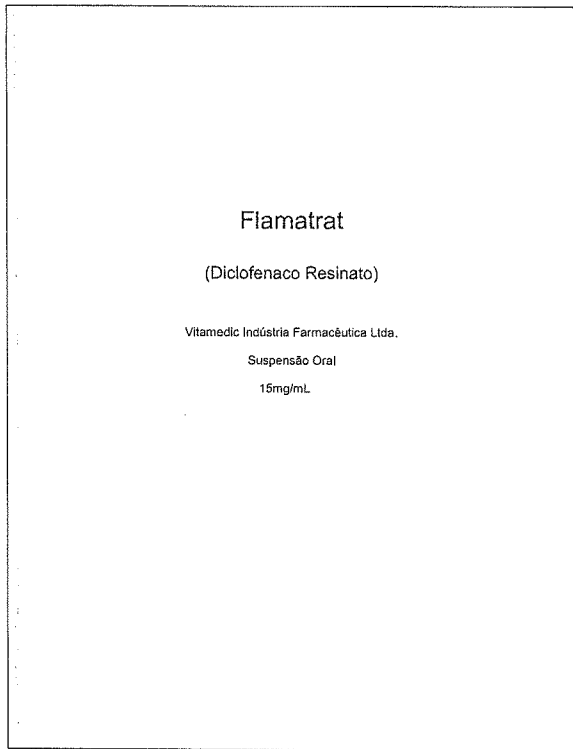 Flamatrat
(Diclofenaco Resinato)
Vitamedic Indústria Farmacêutica Ltda.
Suspensão Oral
15mg/mL